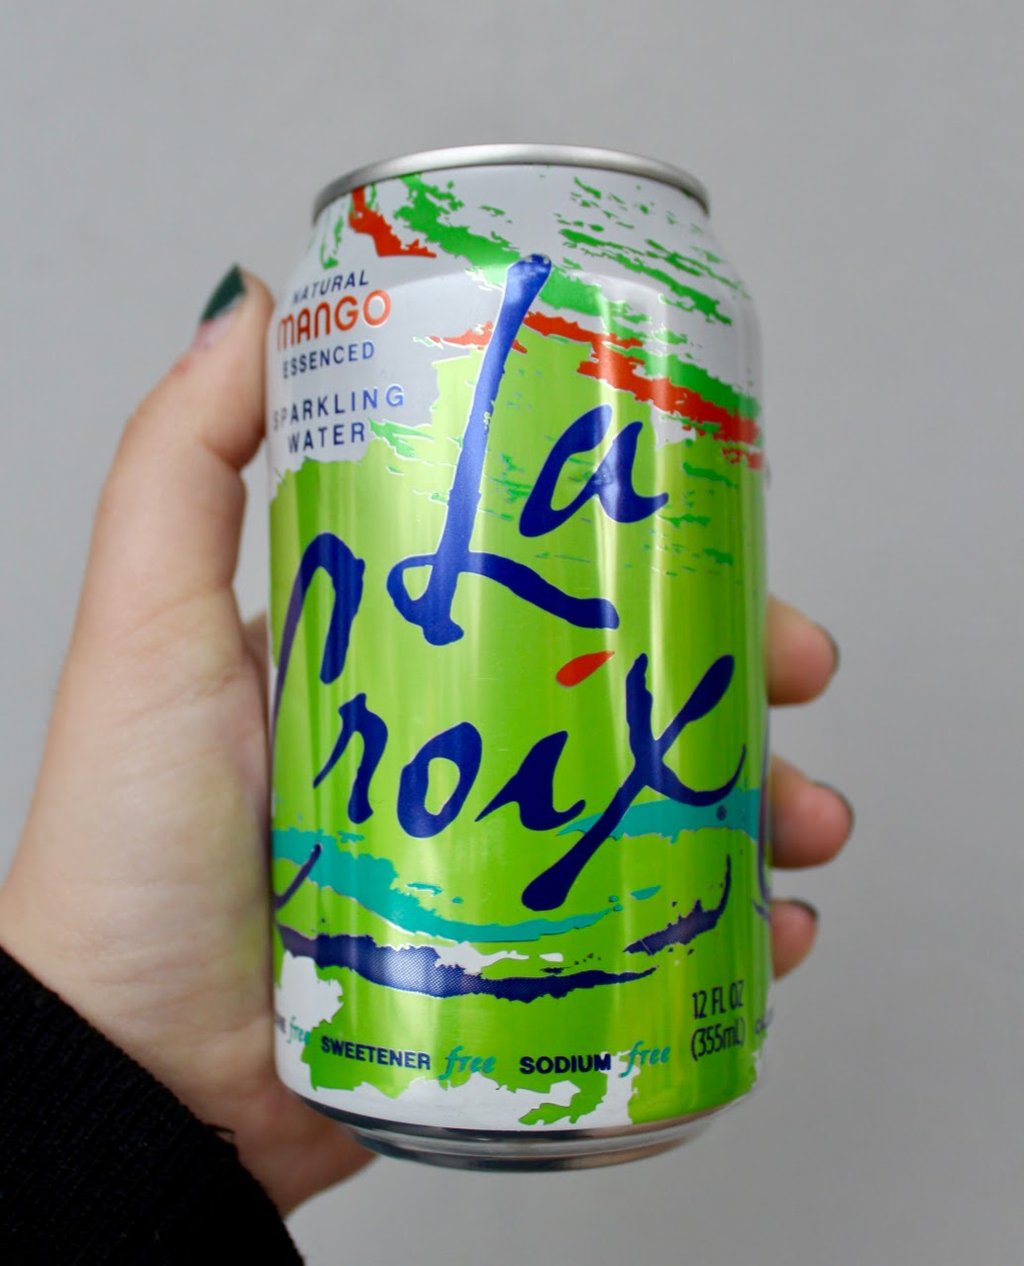 NATURAL
MANGO
ESSENCED
SPARKLING
WATER
La
Croix
12 FL OZ
(355mL)
free SWEETENER free SODIUM free